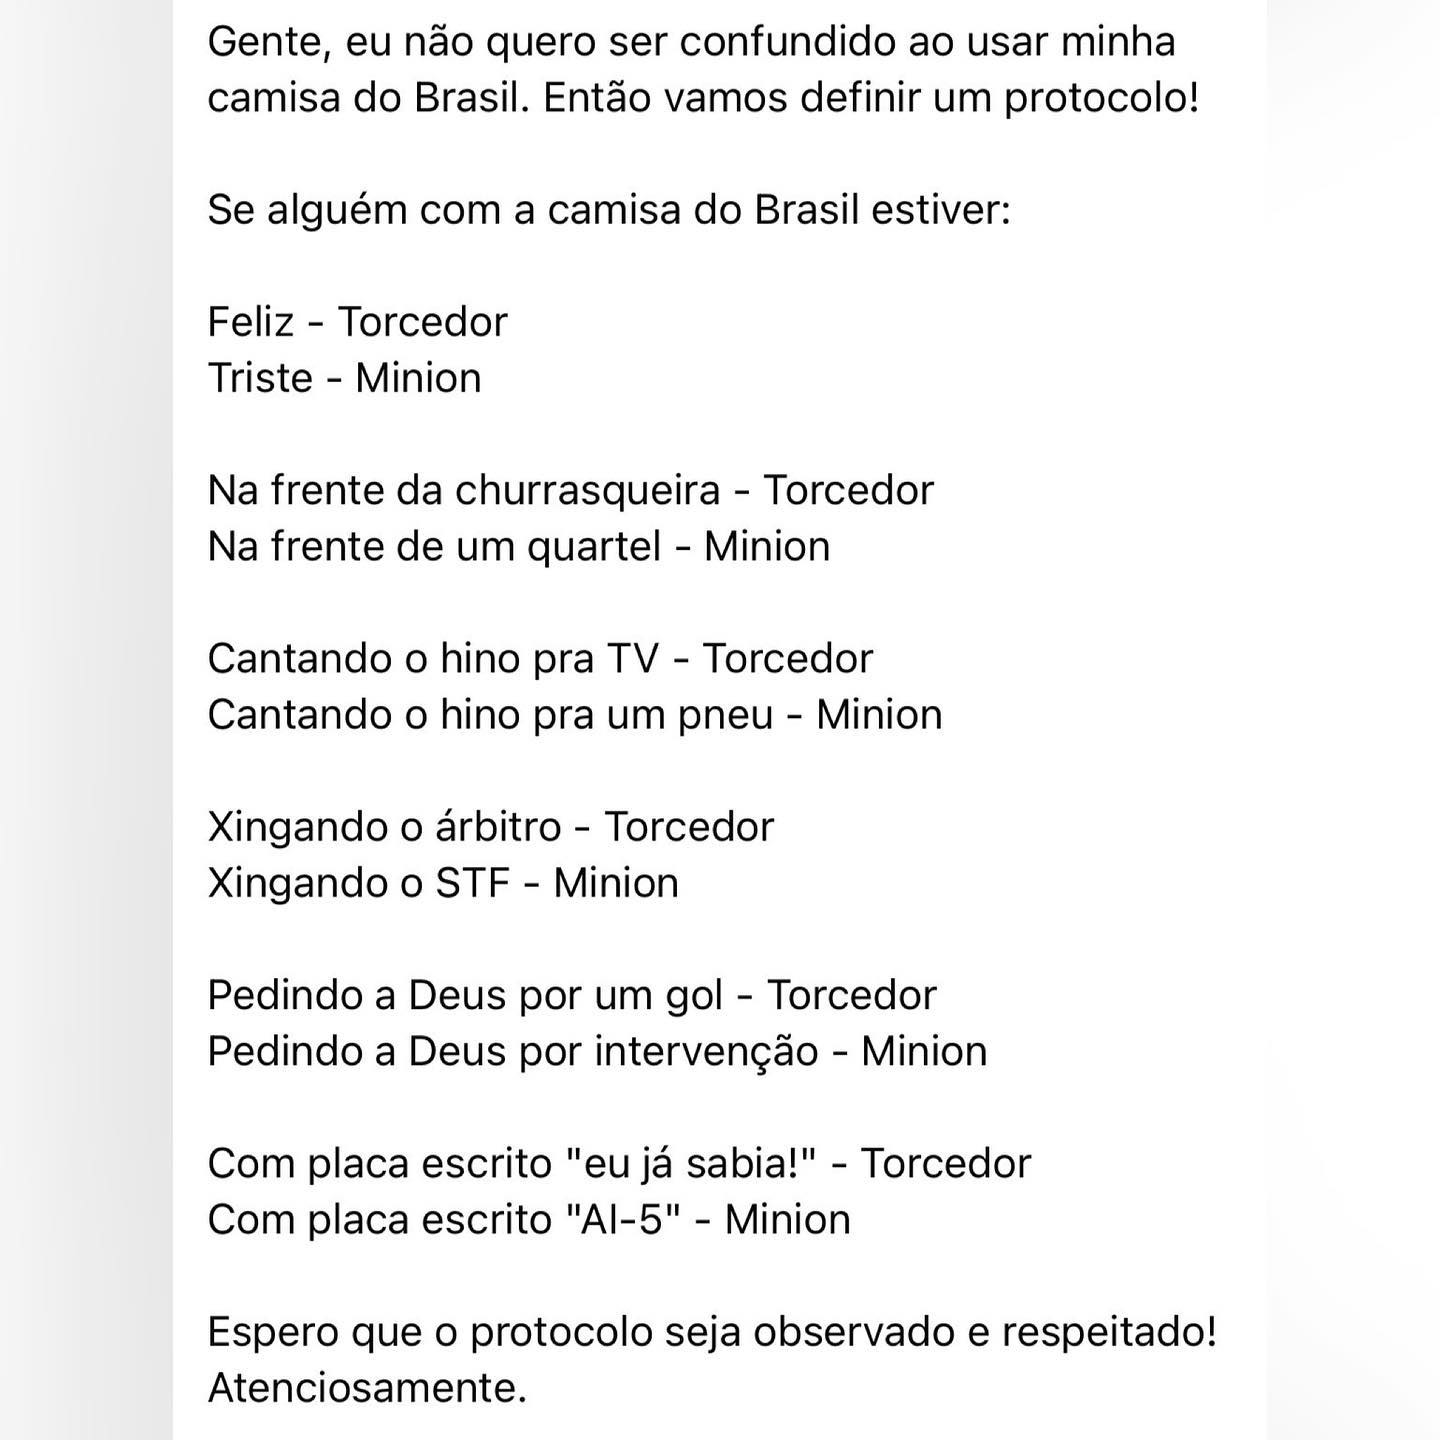 Gente, eu não quero ser confundido ao usar minha
camisa do Brasil. Então vamos definir um protocolo!
Se alguém com a camisa do Brasil estiver:
Feliz - Torcedor
Triste - Minion
Na frente da churrasqueira - Torcedor
Na frente de um quartel - Minion
Cantando o hino pra TV - Torcedor
Cantando o hino pra um pneu - Minion
Xingando o árbitro - Torcedor
Xingando o STF - Minion
Pedindo a Deus por um gol - Torcedor
Pedindo a Deus por intervenção - Minion
Com placa escrito "eu já sabia!" - Torcedor
Com placa escrito "AI-5" - Minion
Espero que o protocolo seja observado e respeitado!
Atenciosamente.